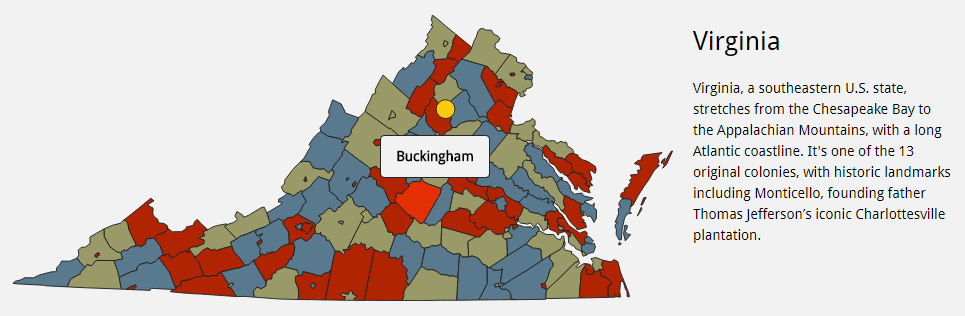 Virginia
Virginia, a southeastern U.S. state,
stretches from the Chesapeake Bay to
the Appalachian Mountains, with a long
Atlantic coastline. It's one of the 13
original colonies, with historic landmarks
including Monticello, founding father
Thomas Jefferson’s iconic Charlottesville
plantation.
Buckingham